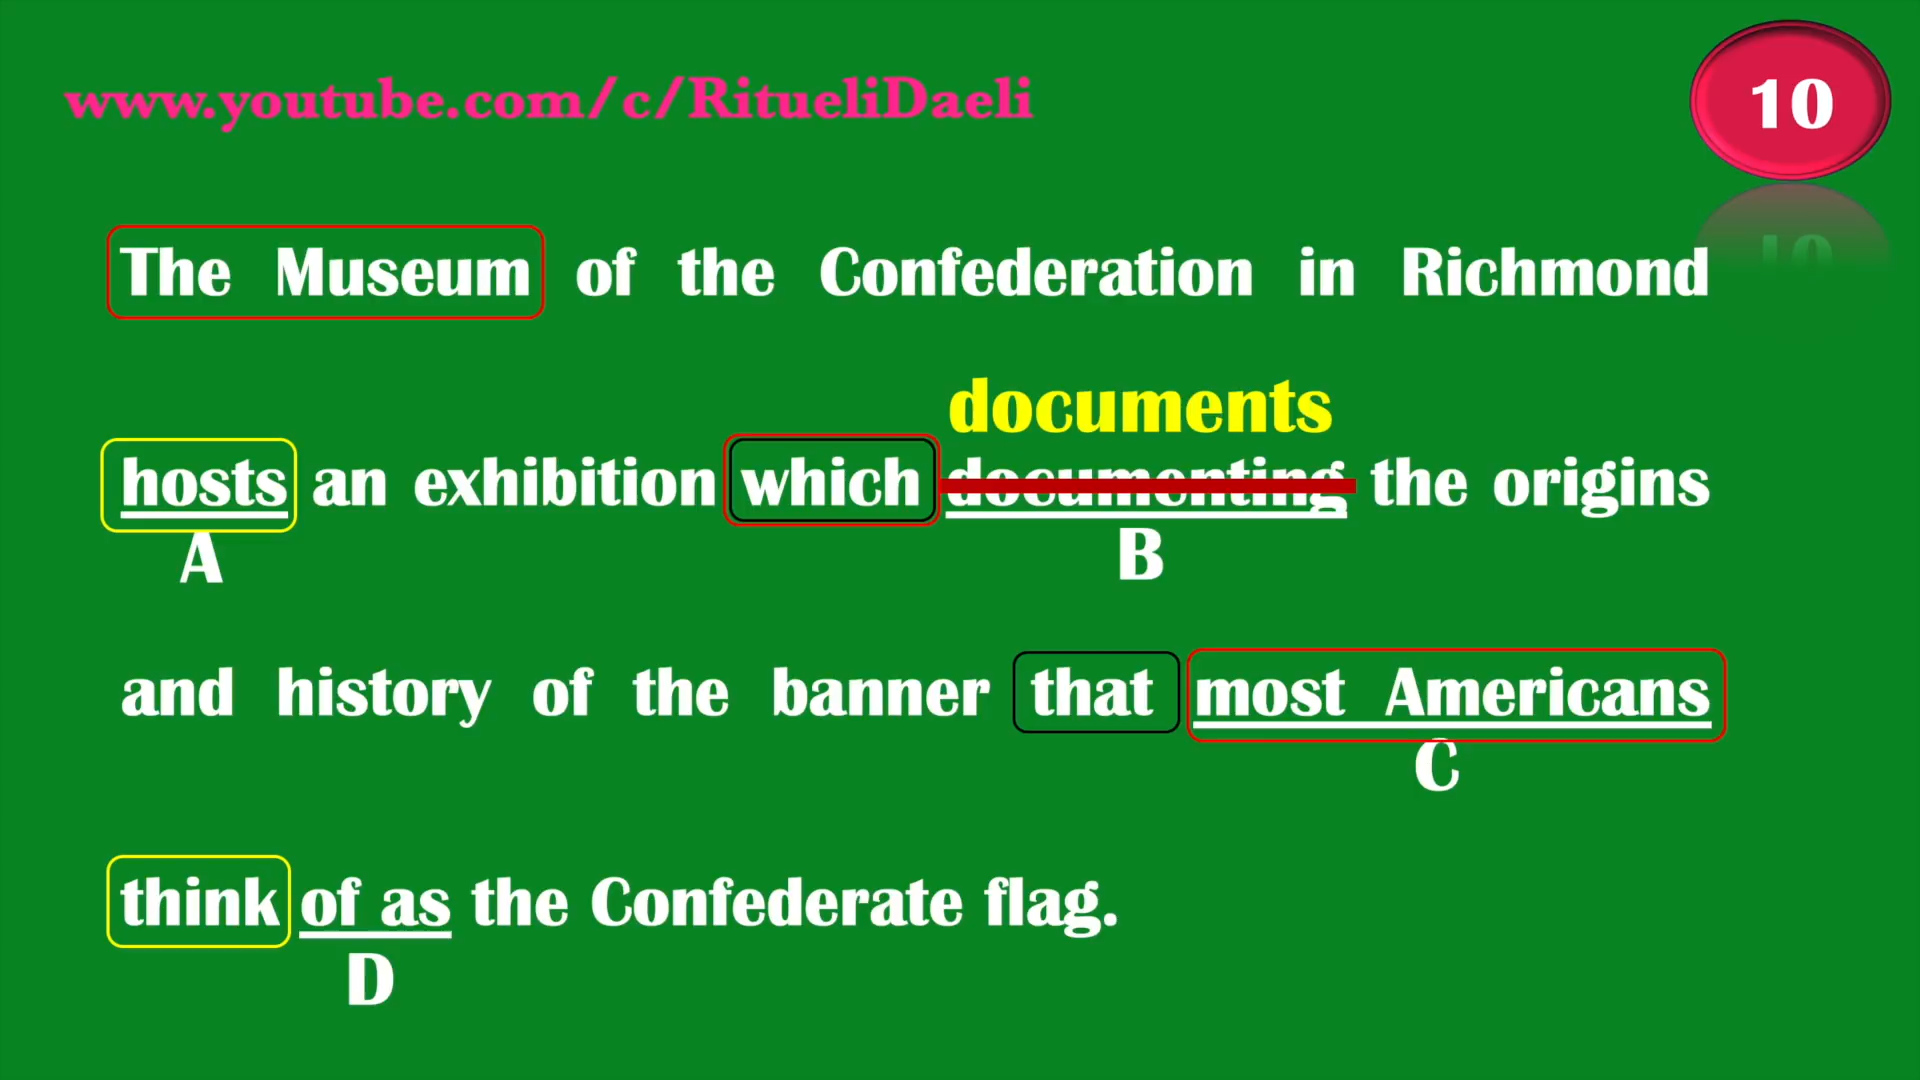 www.youtube.com/c/RitueliDaeli
10
The Museum of the Confederation in Richmond
documents
hosts an exhibition which documenting the origins
A B
and history of the banner that most Americans
C
think of as the Confederate flag.
D